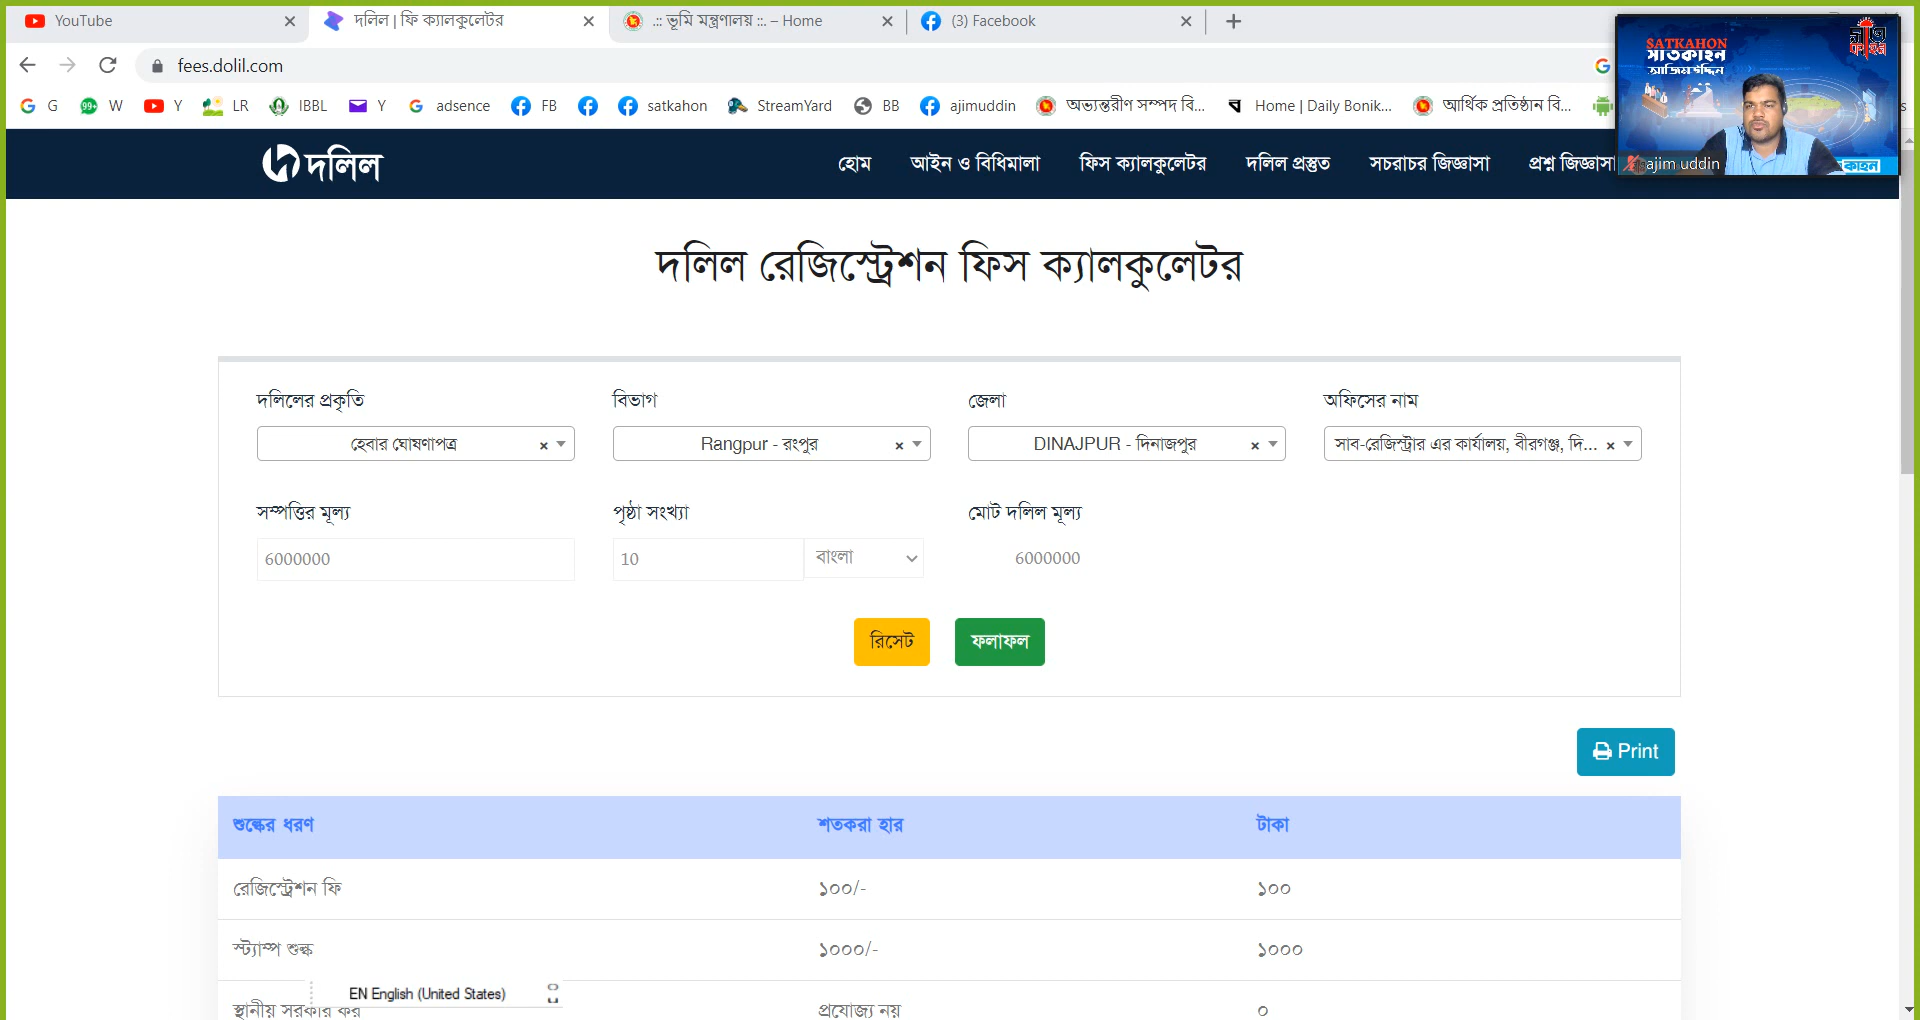 YouTube
দলিল | ফি ক্যালকুলেটর
.:: ভূমি মন্ত্রণালয় ::. – Home
(3) Facebook
fees.dolil.com
G W Y LR IBBL Y adsence FB satkahon StreamYard BB ajimuddin অভ্যন্তরীণ সম্পদ বি... Home | Daily Bonik... আর্থিক প্রতিষ্ঠান বি...
SATKAHON
সাতকাহন
আজিম উদ্দিন
ajim uddin
কাহন
দলিল
হোম আইন ও বিধিমালা ফিস ক্যালকুলেটর দলিল প্রস্তুত সচরাচর জিজ্ঞাসা প্রশ্ন জিজ্ঞাসা
দলিল রেজিস্ট্রেশন ফিস ক্যালকুলেটর
দলিলের প্রকৃতি বিভাগ জেলা অফিসের নাম
হেবার ঘোষণাপত্র × Rangpur - রংপুর × DINAJPUR - দিনাজপুর × সাব-রেজিস্ট্রার এর কার্যালয়, বীরগঞ্জ, দি... ×
সম্পত্তির মূল্য পৃষ্ঠা সংখ্যা মোট দলিল মূল্য
6000000 10 বাংলা 6000000
রিসেট ফলাফল
Print
শুল্কের ধরণ শতকরা হার টাকা
রেজিস্ট্রেশন ফি ১০০/- ১০০
স্ট্যাম্প শুল্ক ১০০০/- ১০০০
EN English (United States)
স্থানীয় সরকার কর প্রযোজ্য নয় ০